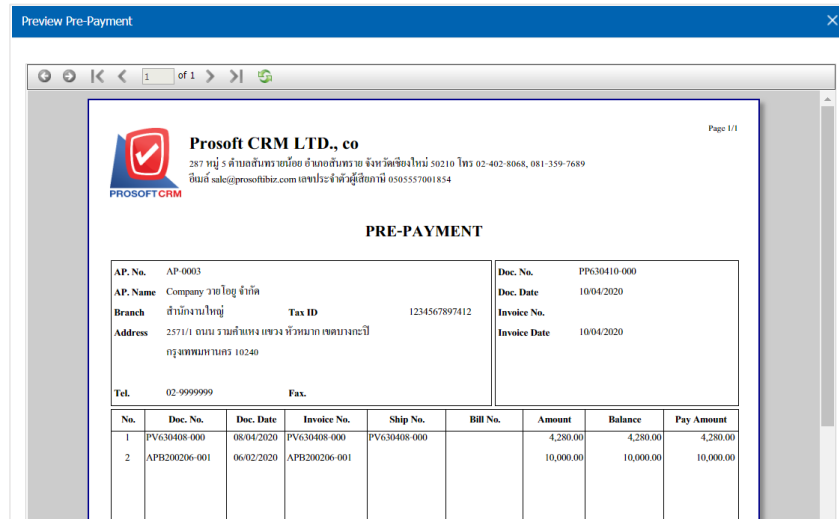 Preview Pre-Payment
1 of 1
Page 1/1
PROSOFTCRM
Prosoft CRM LTD., co
287 หมู่ 5 ตำบลสันทรายน้อย อำเภอสันทราย จังหวัดเชียงใหม่ 50210 โทร 02-402-8068, 081-359-7689
อีเมล์ sale@prosoftibiz.com เลขประจำตัวผู้เสียภาษี 0505557001854
PRE-PAYMENT
AP. No. AP-0003
AP. Name Company วายโอยู จำกัด
Branch สำนักงานใหญ่ Tax ID 1234567897412
Address 2571/1 ถนน รามคำแหง แขวง หัวหมาก เขตบางกะปิ
กรุงเทพมหานคร 10240
Tel. 02-9999999 Fax.
Doc. No. PP630410-000
Doc. Date 10/04/2020
Invoice No.
Invoice Date 10/04/2020
No. Doc. No. Doc. Date Invoice No. Ship No. Bill No. Amount Balance Pay Amount
1 PV630408-000 08/04/2020 PV630408-000 PV630408-000 4,280.00 4,280.00 4,280.00
2 APB200206-001 06/02/2020 APB200206-001 10,000.00 10,000.00 10,000.00